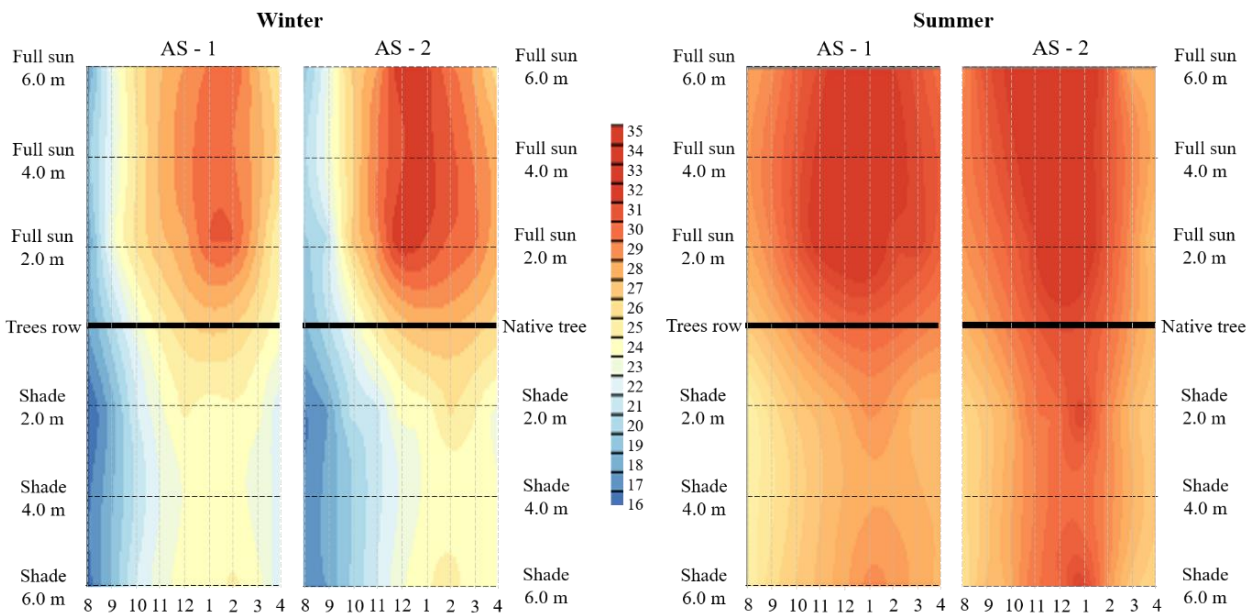 Winter
Summer
AS - 1
AS - 2
AS - 1
AS - 2
Full sun
6.0 m
Full sun
4.0 m
Full sun
2.0 m
Trees row
Shade
2.0 m
Shade
4.0 m
Shade
6.0 m
8 9 10 11 12 1 2 3 4
8 9 10 11 12 1 2 3 4
Full sun
6.0 m
Full sun
4.0 m
Full sun
2.0 m
Native tree
Shade
2.0 m
Shade
4.0 m
Shade
6.0 m
35
34
33
32
31
30
29
28
27
26
25
24
23
22
21
20
19
18
17
16
Full sun
6.0 m
Full sun
4.0 m
Full sun
2.0 m
Trees row
Shade
2.0 m
Shade
4.0 m
Shade
6.0 m
8 9 10 11 12 1 2 3 4
8 9 10 11 12 1 2 3 4
Full sun
6.0 m
Full sun
4.0 m
Full sun
2.0 m
Native tree
Shade
2.0 m
Shade
4.0 m
Shade
6.0 m